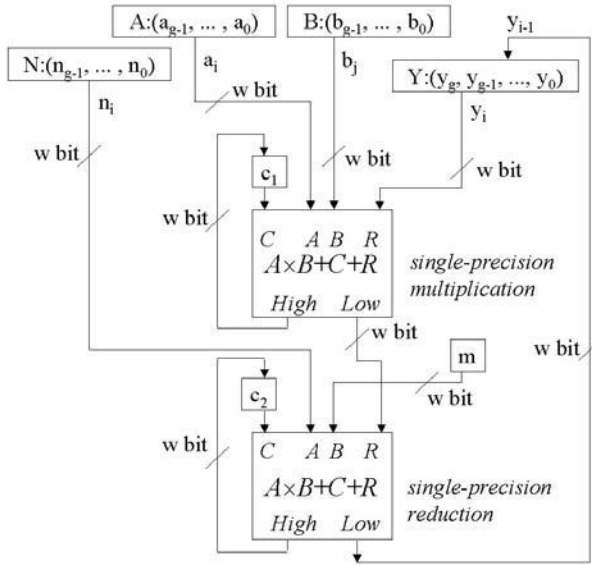 A:(a_{g-1}, ... , a_0)
B:(b_{g-1}, ... , b_0)
y_{i-1}
N:(n_{g-1}, ... , n_0)
a_i
b_j
Y:(y_g, y_{g-1}, ..., y_0)
n_i
w bit
y_i
w bit
w bit
w bit
c_1
w bit
C A B R
A×B+C+R
High Low
single-precision
multiplication
w bit
m
w bit
w bit
c_2
w bit
C A B R
A×B+C+R
High Low
single-precision
reduction